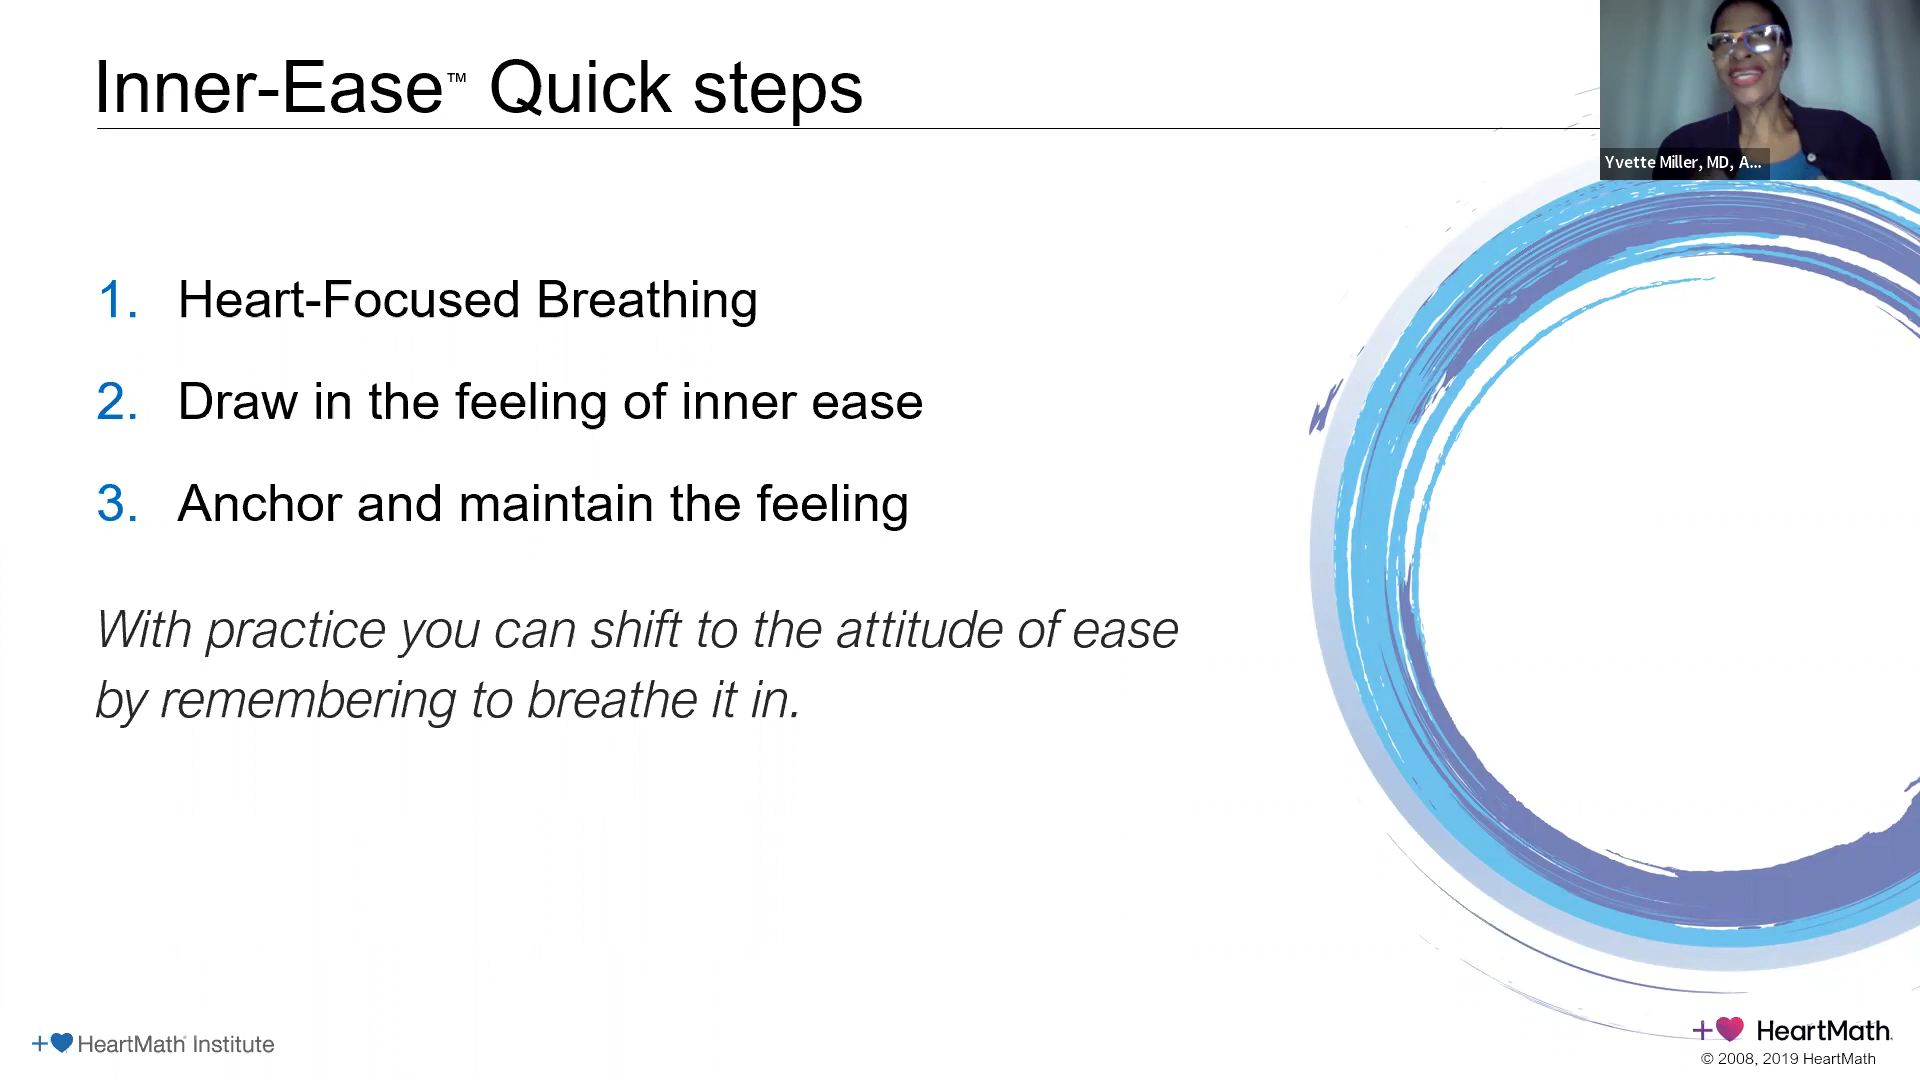 Inner-Ease™ Quick steps
Yvette Miller, MD, A...
1. Heart-Focused Breathing
2. Draw in the feeling of inner ease
3. Anchor and maintain the feeling
With practice you can shift to the attitude of ease
by remembering to breathe it in.
HeartMath Institute
HeartMath
© 2008, 2019 HeartMath